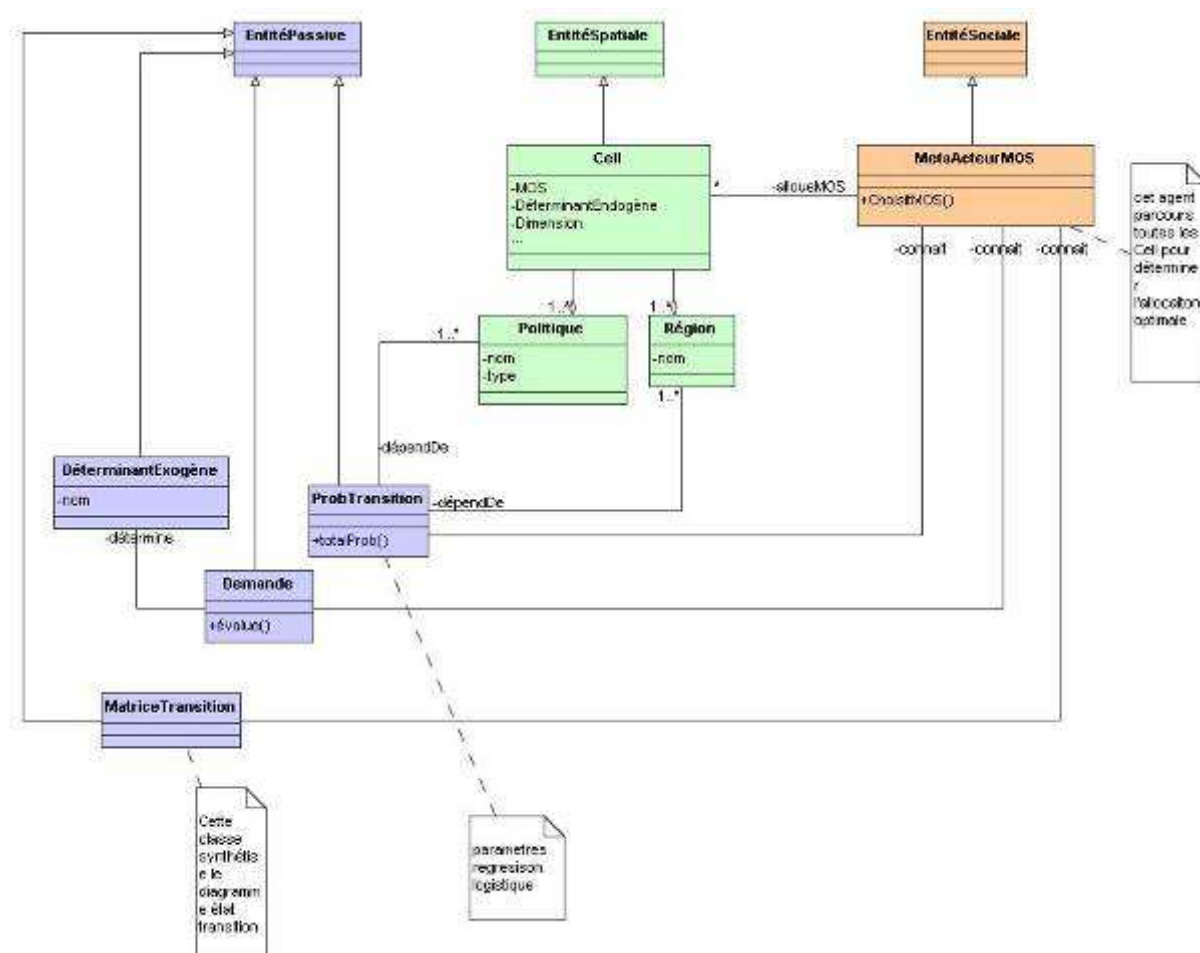 EntitéPassive
EntitéSpatiale
EntitéSociale
Cell
-MOS
-DéterminantEndogène
-Dimension
...
MetaActeurMOS
+ChoisitMOS()
*
-alloueMOS
cet agent
parcours
toutes les
Cell pour
détermine
r
l'allocaiton
optimale
-connait
-connait
-connait
1..*
1..*
Politique
-nom
-type
Région
-nom
1..*
1..*
-dépendDe
DéterminantExogène
-nom
-détermine
ProbTransition
+totalProb()
-dépendDe
Demande
+évolue()
MatriceTransition
Cette
classe
synthétis
e le
diagramm
e état
transition
parametres
regresison
logistique